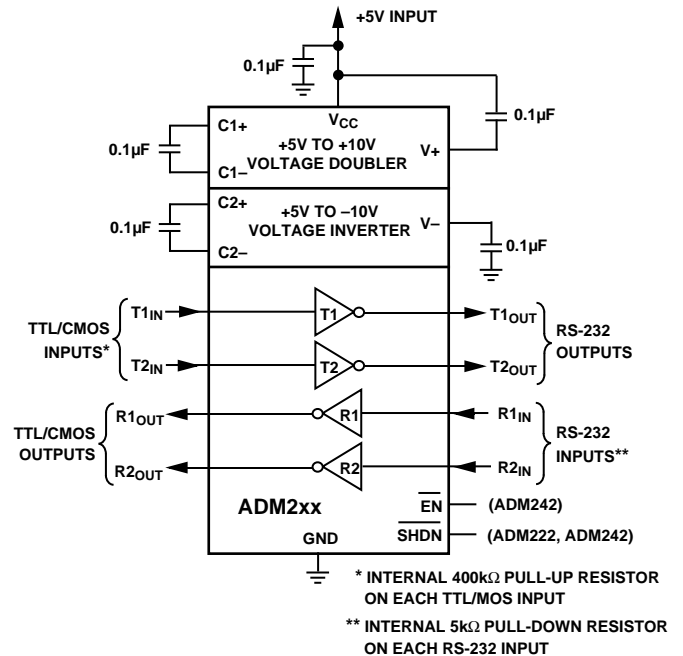 +5V INPUT
0.1µF
0.1µF
VCC
C1+
+5V TO +10V
VOLTAGE DOUBLER
V+
0.1µF
C1–
C2+
+5V TO –10V
VOLTAGE INVERTER
V–
0.1µF
C2–
0.1µF
TTL/CMOS
INPUTS*
T1IN
T1
T1OUT
T2IN
T2
T2OUT
RS-232
OUTPUTS
TTL/CMOS
OUTPUTS
R1OUT
R1
R1IN
R2OUT
R2
R2IN
RS-232
INPUTS**
ADM2xx
EN
(ADM242)
GND
SHDN
(ADM222, ADM242)
* INTERNAL 400kΩ PULL-UP RESISTOR
ON EACH TTL/MOS INPUT
** INTERNAL 5kΩ PULL-DOWN RESISTOR
ON EACH RS-232 INPUT